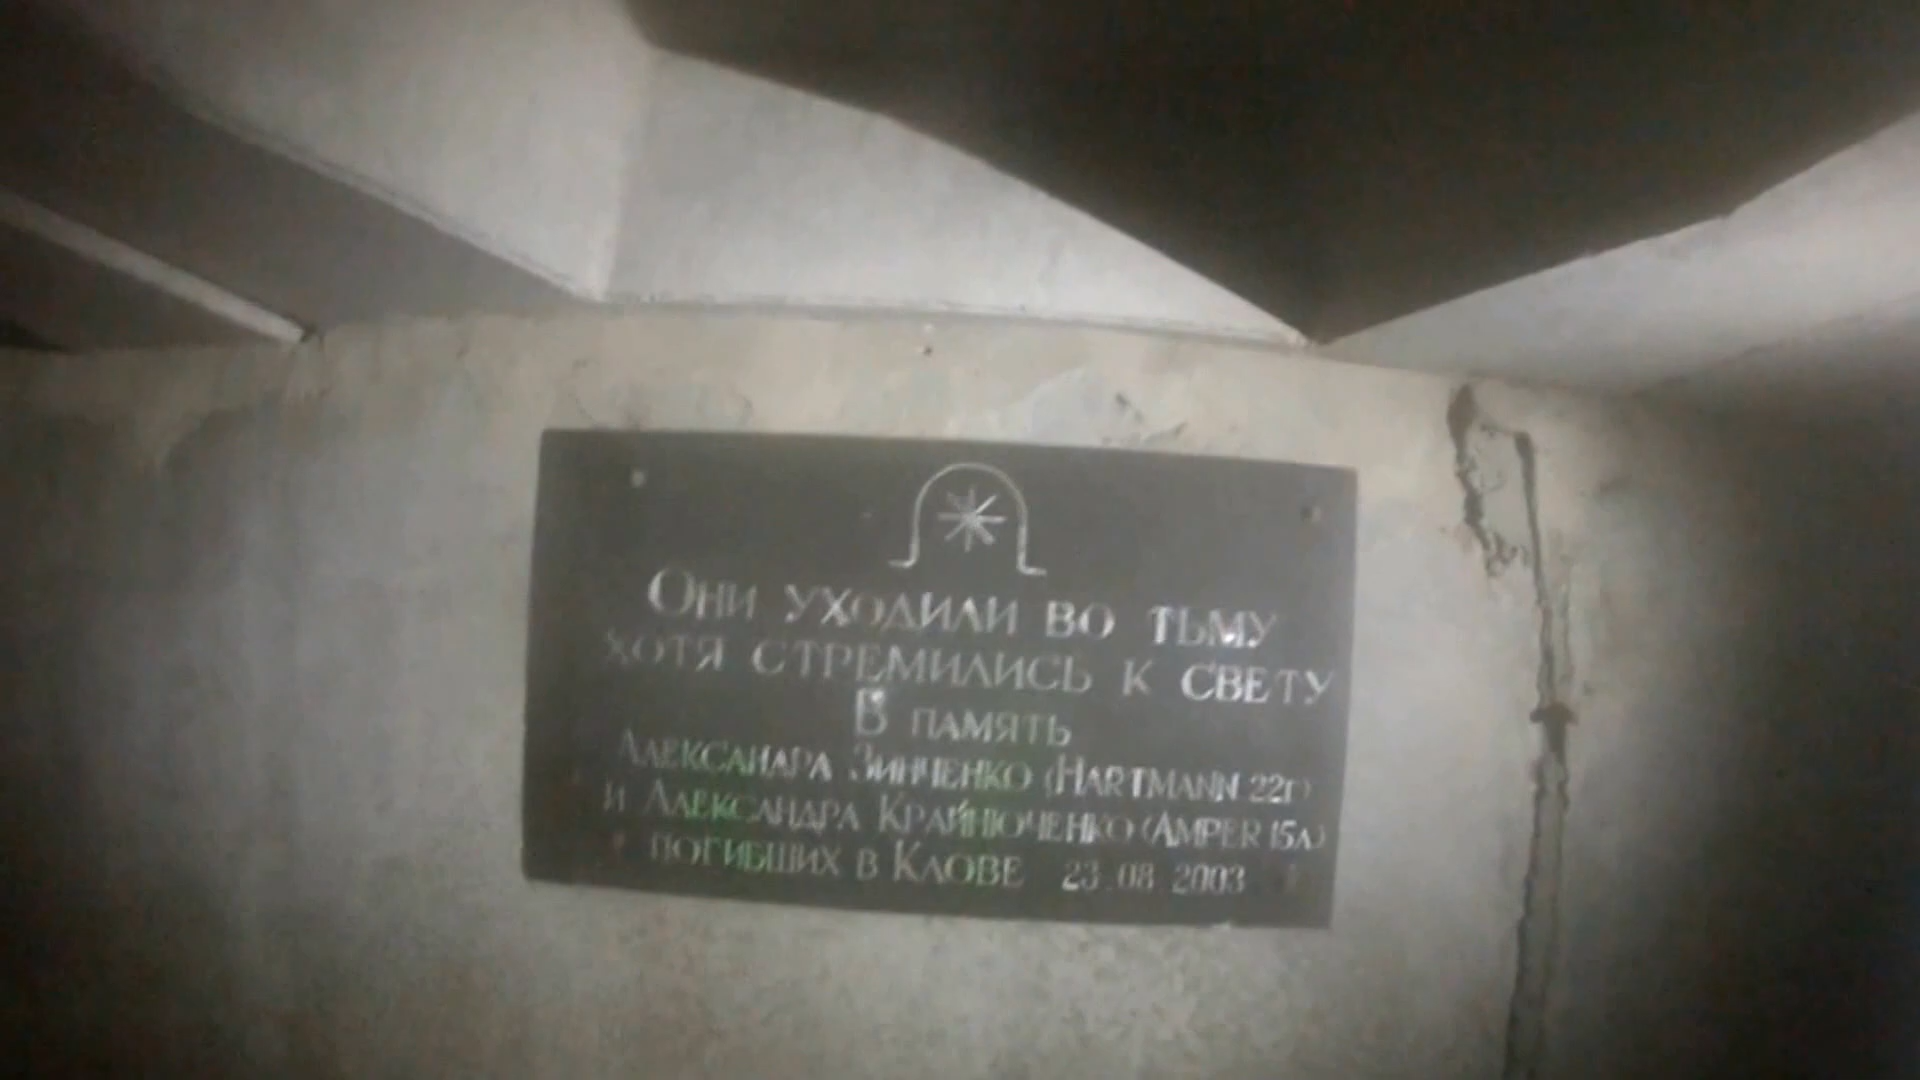 Они уходили во тьму
хотя стремились к свету
В память
Александра Зинченко (Hartmann 22г)
и Александра Крайнюченко (Amper 15л)
погибших в Клове 23.08 2003